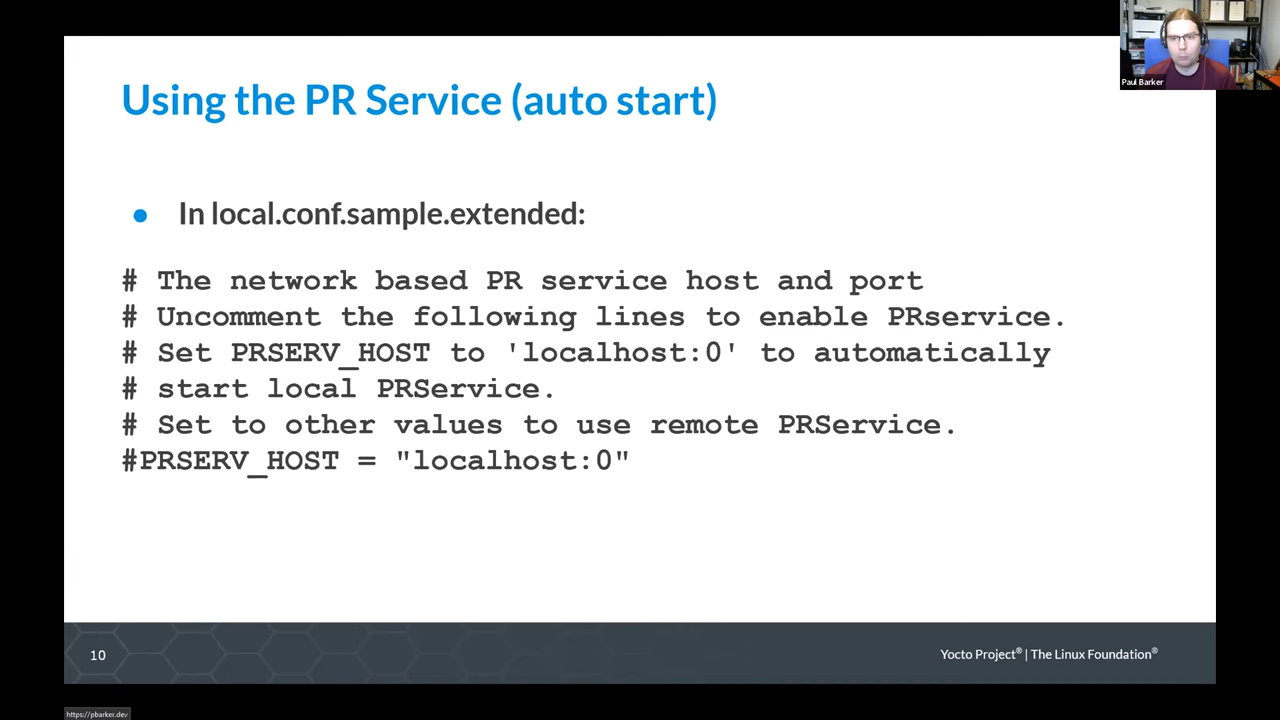 Paul Barker
Using the PR Service (auto start)
● In local.conf.sample.extended:
# The network based PR service host and port
# Uncomment the following lines to enable PRservice.
# Set PRSERV_HOST to 'localhost:0' to automatically
# start local PRService.
# Set to other values to use remote PRService.
#PRSERV_HOST = "localhost:0"
10
Yocto Project® | The Linux Foundation®
https://pbarker.dev